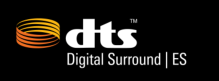 dts™
Digital Surround | ES